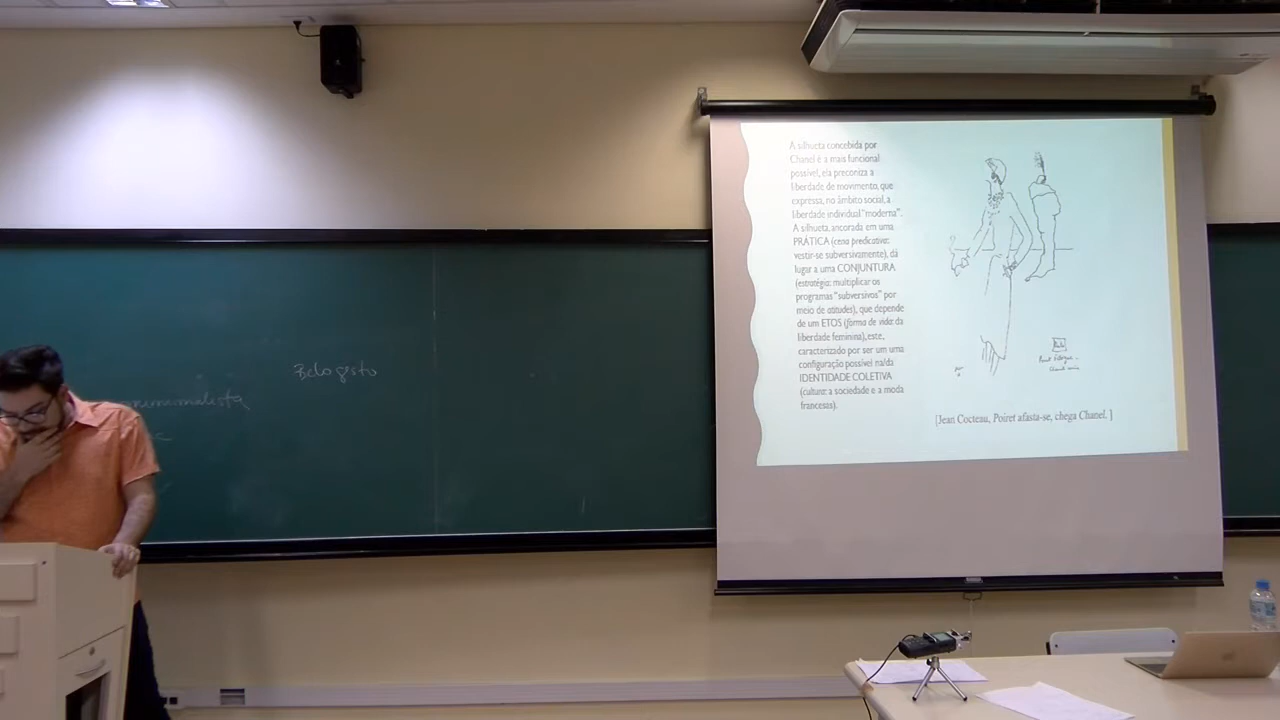 Belo gesto
A silhueta concebida por
Chanel é a mais funcional
possível, ela preconiza a
liberdade de movimento, que
expressa, no âmbito social, a
liberdade individual “moderna”.
A silhueta, ancorada em uma
PRÁTICA (cena predicativa:
vestir-se subversivamente), dá
lugar a uma CONJUNTURA
(estratégia: multiplicar os
programas “subversivos” por
meio de atitudes), que depende
de um ETOS (forma de vida: da
liberdade feminina), este,
caracterizado por ser um uma
configuração possível na/da
IDENTIDADE COLETIVA
(cultura: a sociedade e a moda
francesas).
[Jean Cocteau, Poiret afasta-se, chega Chanel. ]